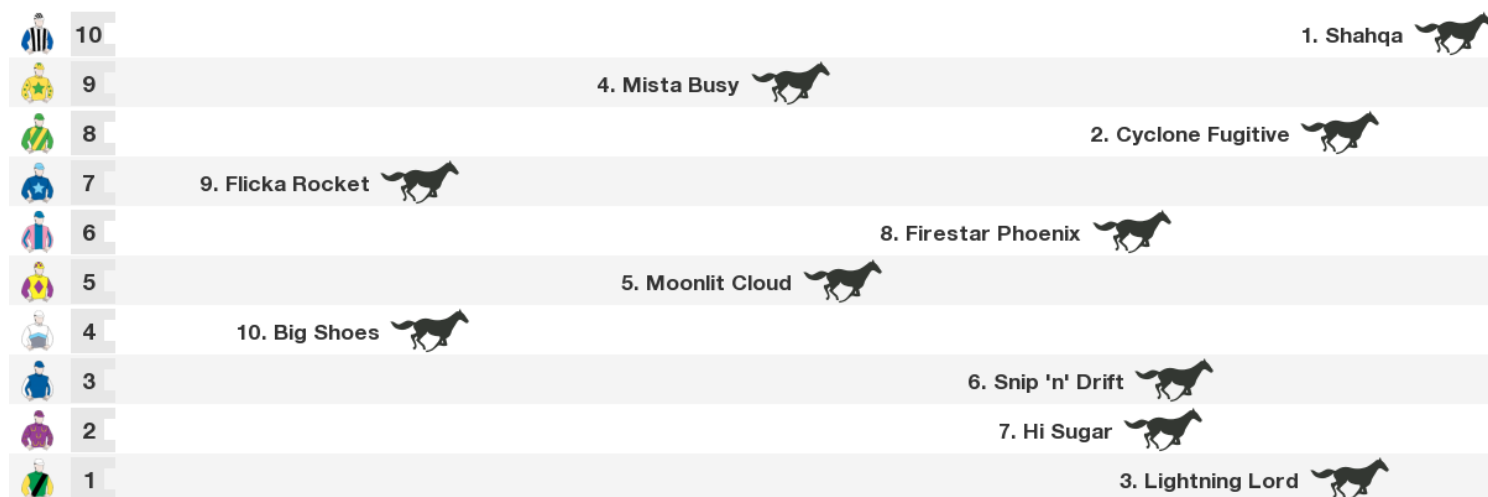 10 1. Shahqa
9 4. Mista Busy
8 2. Cyclone Fugitive
7 9. Flicka Rocket
6 8. Firestar Phoenix
5 5. Moonlit Cloud
4 10. Big Shoes
3 6. Snip 'n' Drift
2 7. Hi Sugar
1 3. Lightning Lord